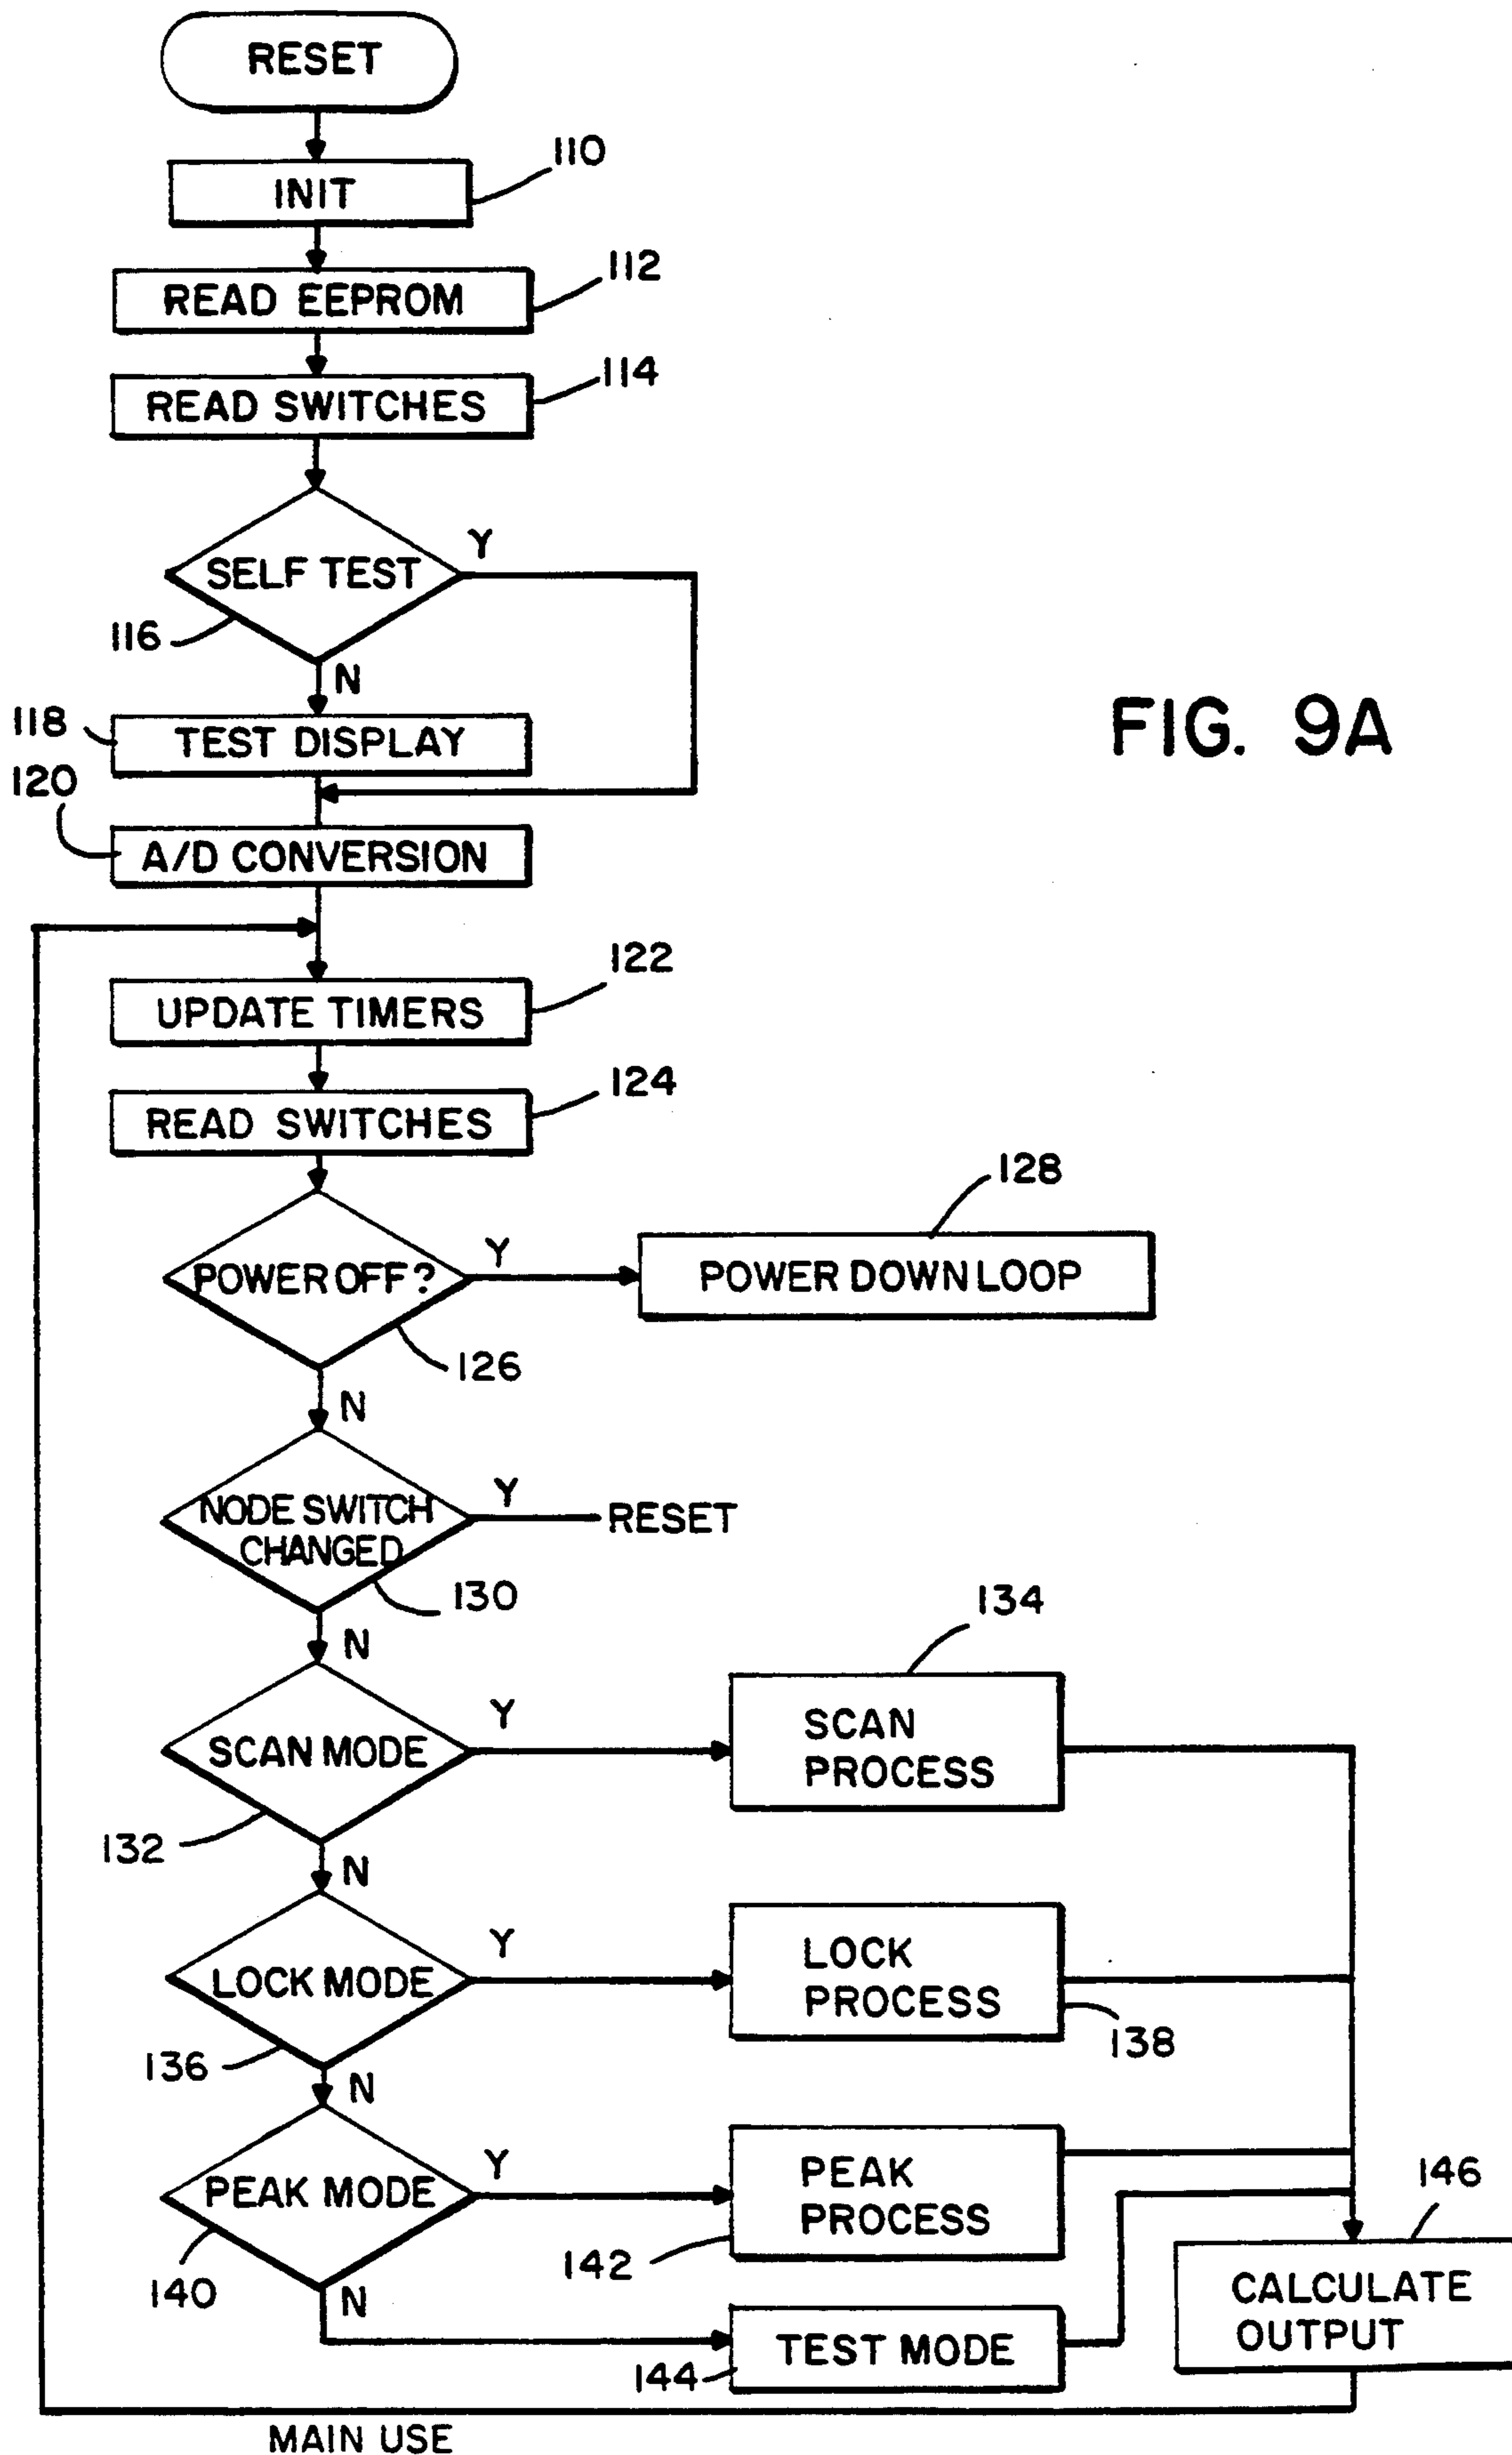 RESET
110
INIT
112
READ EEPROM
114
READ SWITCHES
Y
SELF TEST
116
N
118
TEST DISPLAY
FIG. 9A
120
A/D CONVERSION
122
UPDATE TIMERS
124
READ SWITCHES
128
Y
POWER OFF?
POWER DOWN LOOP
126
N
Y
NODE SWITCH
CHANGED
RESET
130
N
134
Y
SCAN MODE
SCAN
PROCESS
132
N
Y
LOCK MODE
LOCK
PROCESS
138
136
N
Y
PEAK MODE
PEAK
PROCESS
146
142
140
N
CALCULATE
OUTPUT
TEST MODE
144
MAIN USE